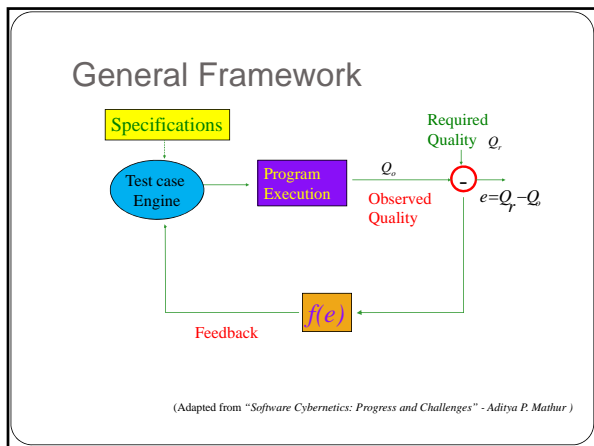 General Framework
Specifications
Required
Quality Qr
Test case
Engine
Program
Execution
Qo
-
Observed
Quality
e=Qr−Qo
f(e)
Feedback
(Adapted from “Software Cybernetics: Progress and Challenges” - Aditya P. Mathur )